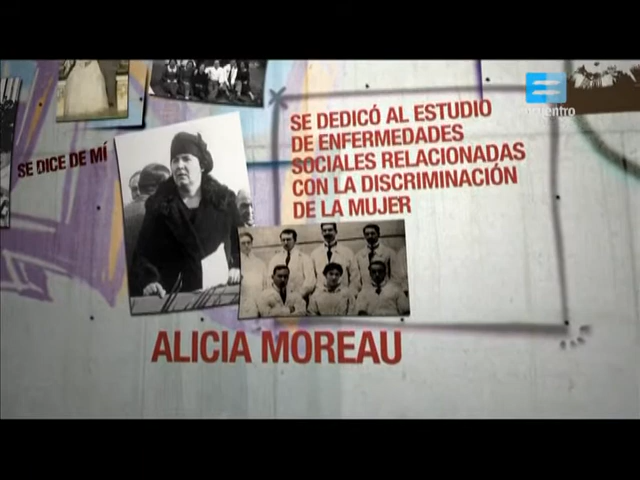 encuentro
SE DICE DE MÍ
SE DEDICÓ AL ESTUDIO
DE ENFERMEDADES
SOCIALES RELACIONADAS
CON LA DISCRIMINACIÓN
DE LA MUJER
ALICIA MOREAU